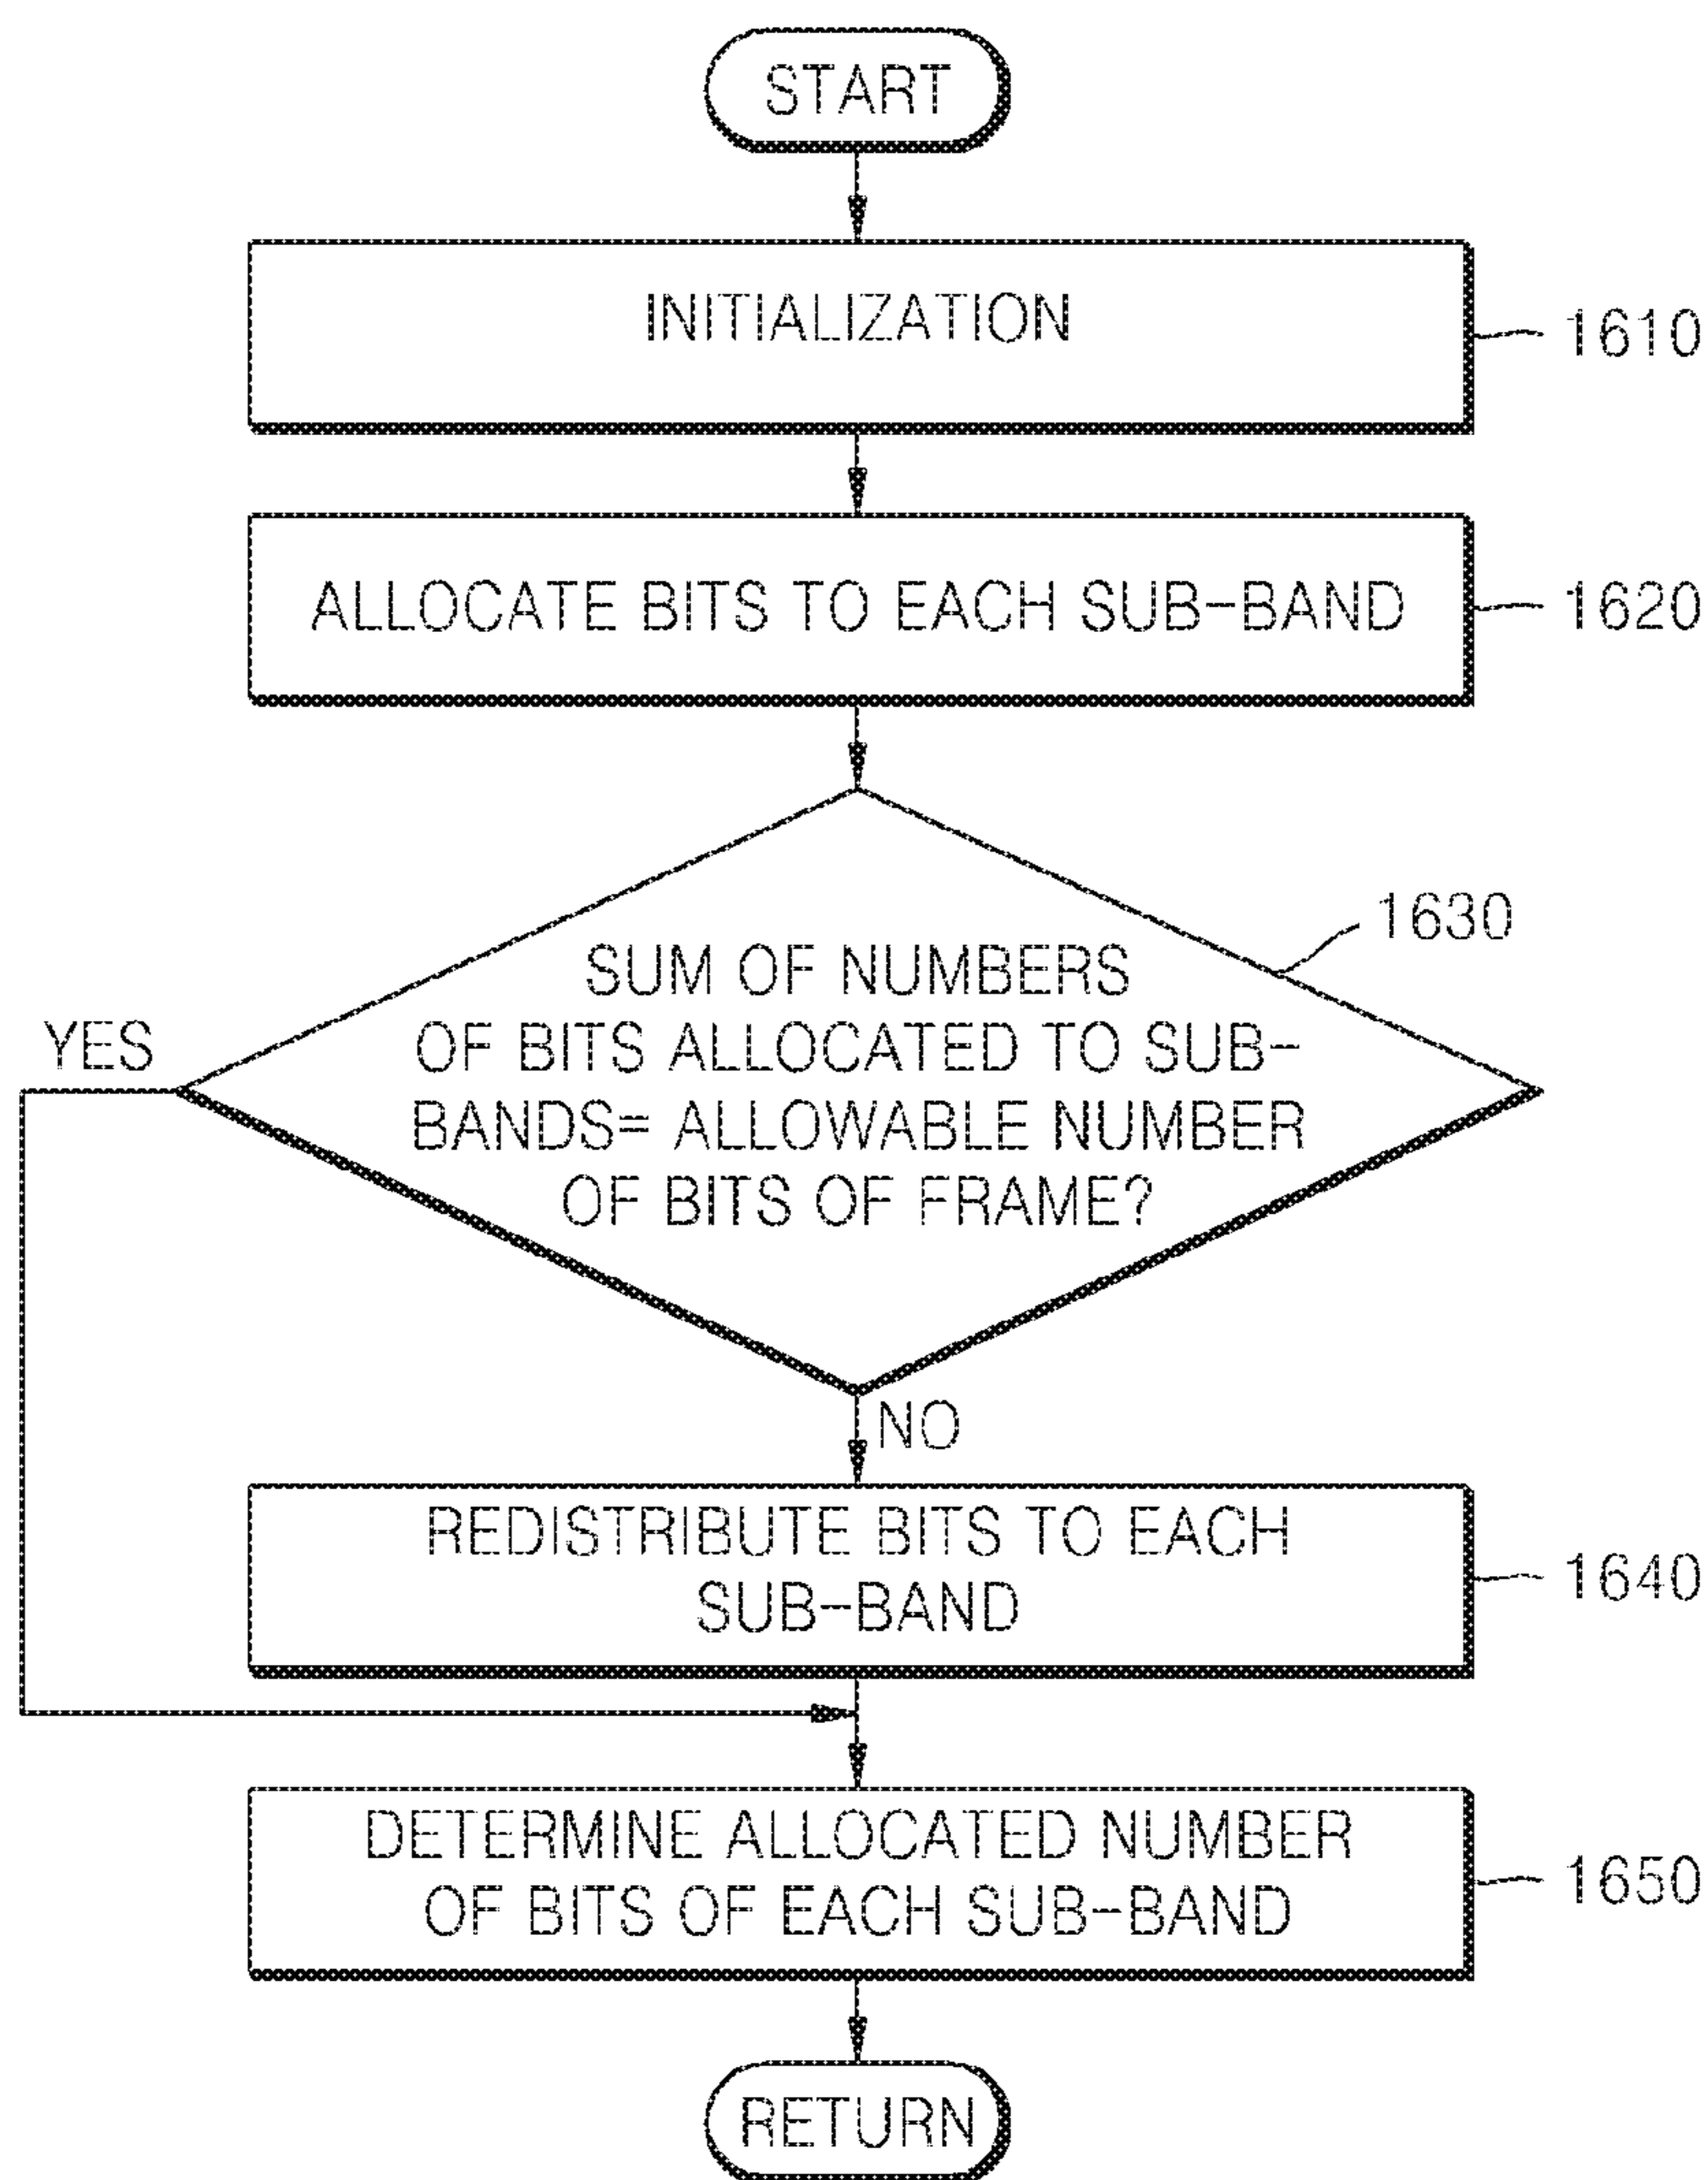 START
INITIALIZATION
1610
ALLOCATE BITS TO EACH SUB-BAND
1620
1630
SUM OF NUMBERS
OF BITS ALLOCATED TO SUB-
BANDS= ALLOWABLE NUMBER
OF BITS OF FRAME?
YES
NO
REDISTRIBUTE BITS TO EACH
SUB-BAND
1640
DETERMINE ALLOCATED NUMBER
OF BITS OF EACH SUB-BAND
1650
RETURN